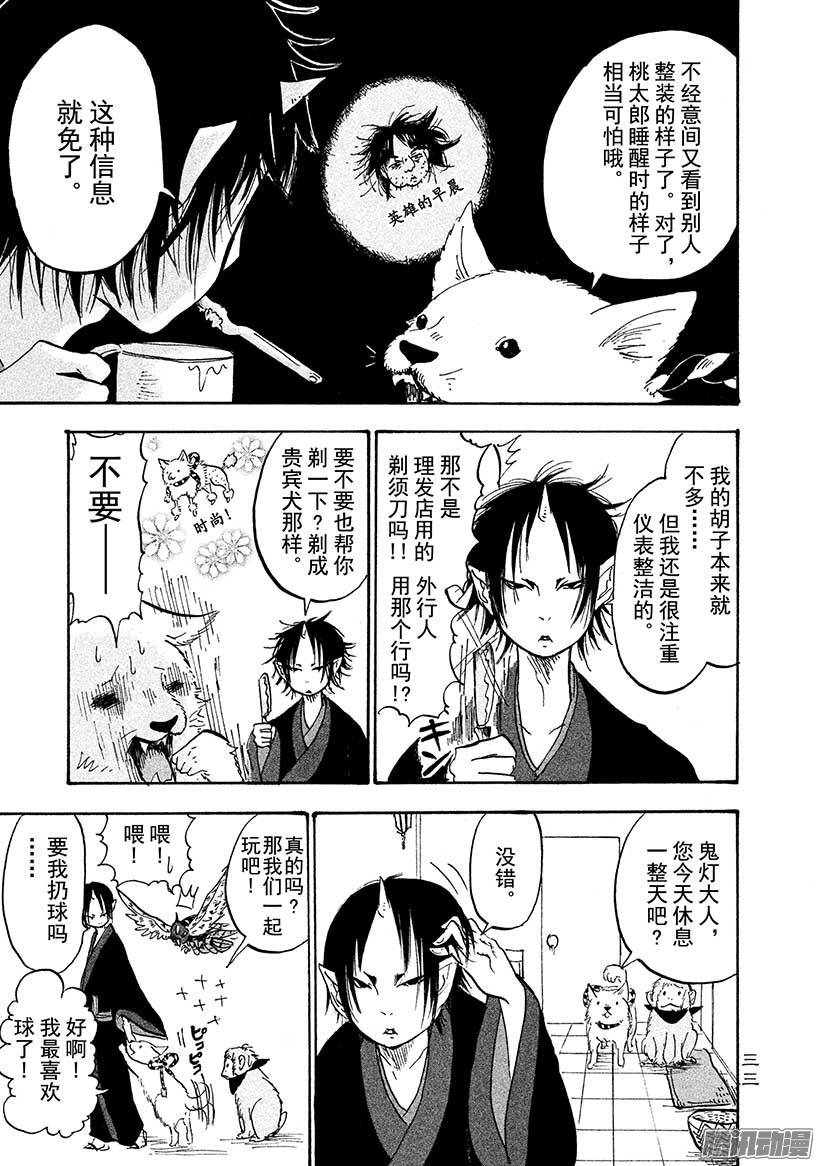 不经意间又看到别人
整装的样子了。对了，
桃太郎睡醒时的样子
相当可怕哦。
英雄的早晨
这种信息
就免了。
我的胡子本来就
不多……
但我还是很注重
仪表整洁的。
那不是
理发店用的
剃须刀吗!!
外行人
用那个行吗!?
キン
要不要也帮你
剃一下？剃成
贵宾犬那样。
时尚！
不要——
鬼灯大人，
您今天休息
一整天吧？
没错。
真的吗？
那我们一起
玩吧！
喂！
喂！
要我扔球吗
……
好啊！
我最喜欢
球了！
ピョピョっ
三三
腾讯动漫